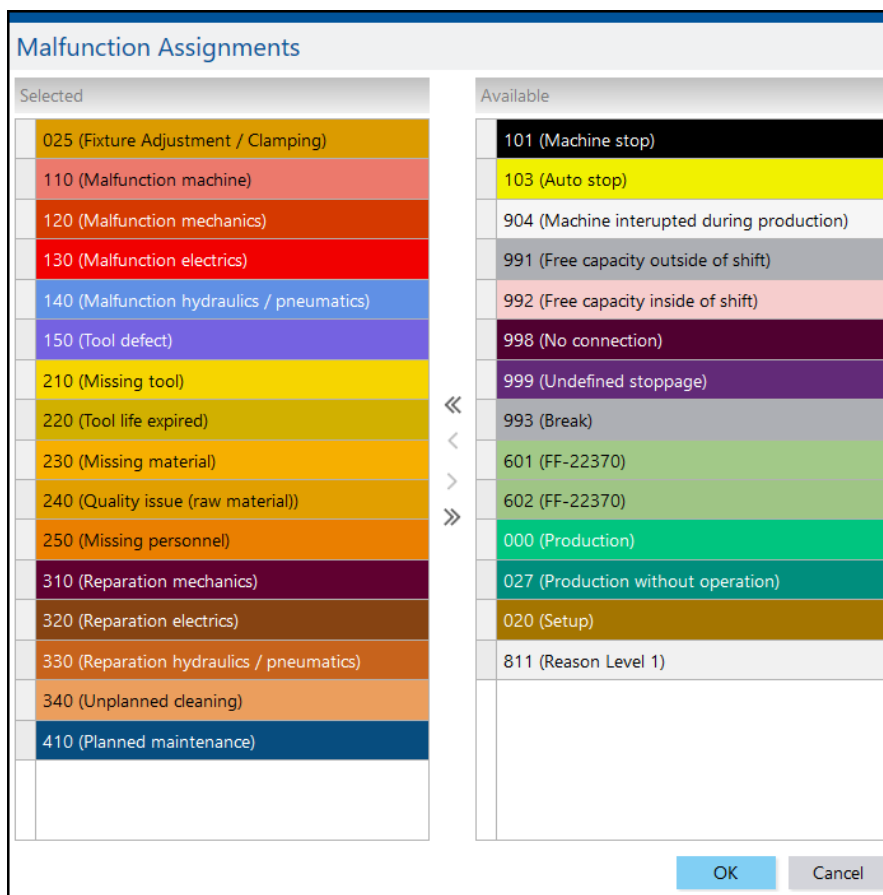 Malfunction Assignments
Selected
025 (Fixture Adjustment / Clamping)
110 (Malfunction machine)
120 (Malfunction mechanics)
130 (Malfunction electrics)
140 (Malfunction hydraulics / pneumatics)
150 (Tool defect)
210 (Missing tool)
220 (Tool life expired)
230 (Missing material)
240 (Quality issue (raw material))
250 (Missing personnel)
310 (Reparation mechanics)
320 (Reparation electrics)
330 (Reparation hydraulics / pneumatics)
340 (Unplanned cleaning)
410 (Planned maintenance)
Available
101 (Machine stop)
103 (Auto stop)
904 (Machine interupted during production)
991 (Free capacity outside of shift)
992 (Free capacity inside of shift)
998 (No connection)
999 (Undefined stoppage)
993 (Break)
601 (FF-22370)
602 (FF-22370)
000 (Production)
027 (Production without operation)
020 (Setup)
811 (Reason Level 1)
OK
Cancel